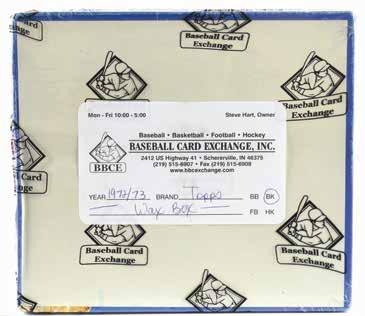 Baseball Card
Exchange
Baseball Card
Exchange
Baseball Card
Exchange
Mon - Fri 10:00 - 5:00 Steve Hart, Owner
Baseball • Basketball • Football • Hockey
BASEBALL CARD EXCHANGE, INC.
2412 US Highway 41 • Schererville, IN 46375
(219) 515-6907 • Fax (219) 515-6908
www.bbcexchange.com
BBCE
YEAR 1972/73 BRAND Topps BB BK
Wax Box FB HK
Baseball Card
Exchange
Baseball Card
Exchange